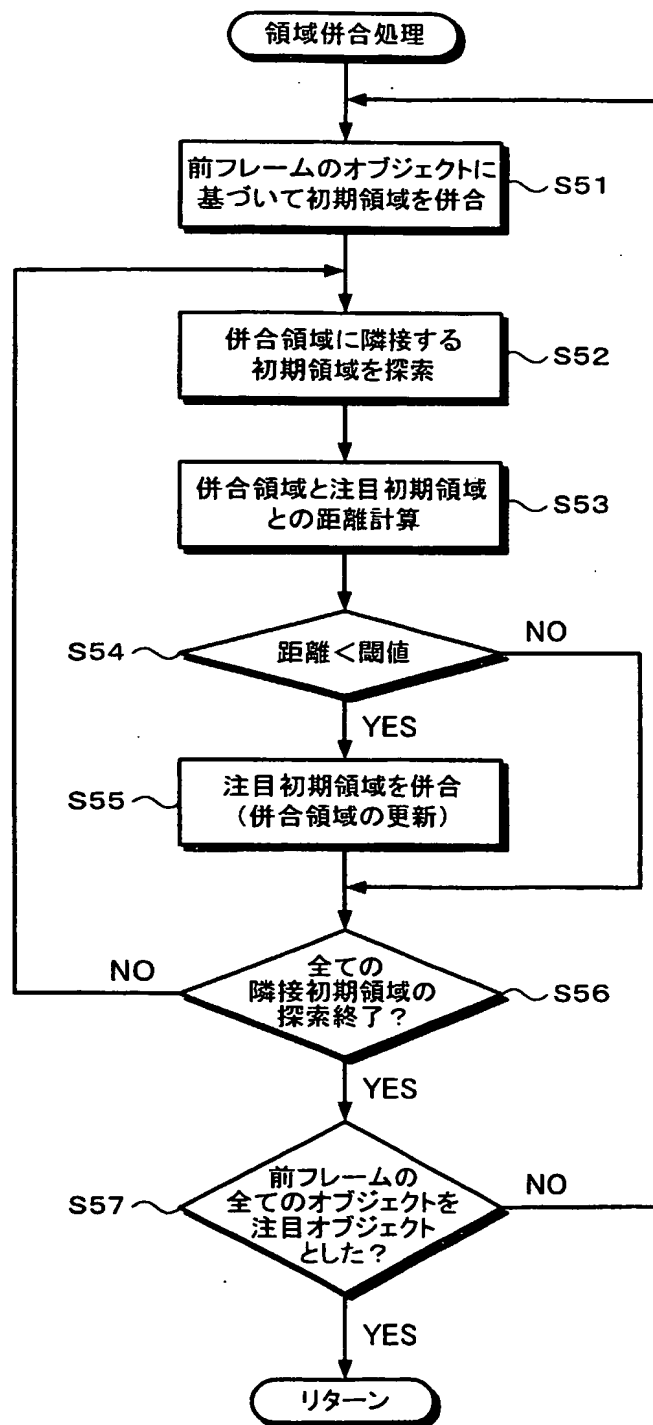 領域併合処理
前フレームのオブジェクトに
基づいて初期領域を併合
S51
併合領域に隣接する
初期領域を探索
S52
併合領域と注目初期領域
との距離計算
S53
S54
距離<閾値
NO
YES
S55
注目初期領域を併合
(併合領域の更新)
NO
全ての
隣接初期領域の
探索終了?
S56
YES
S57
前フレームの
全てのオブジェクトを
注目オブジェクト
とした?
NO
YES
リターン